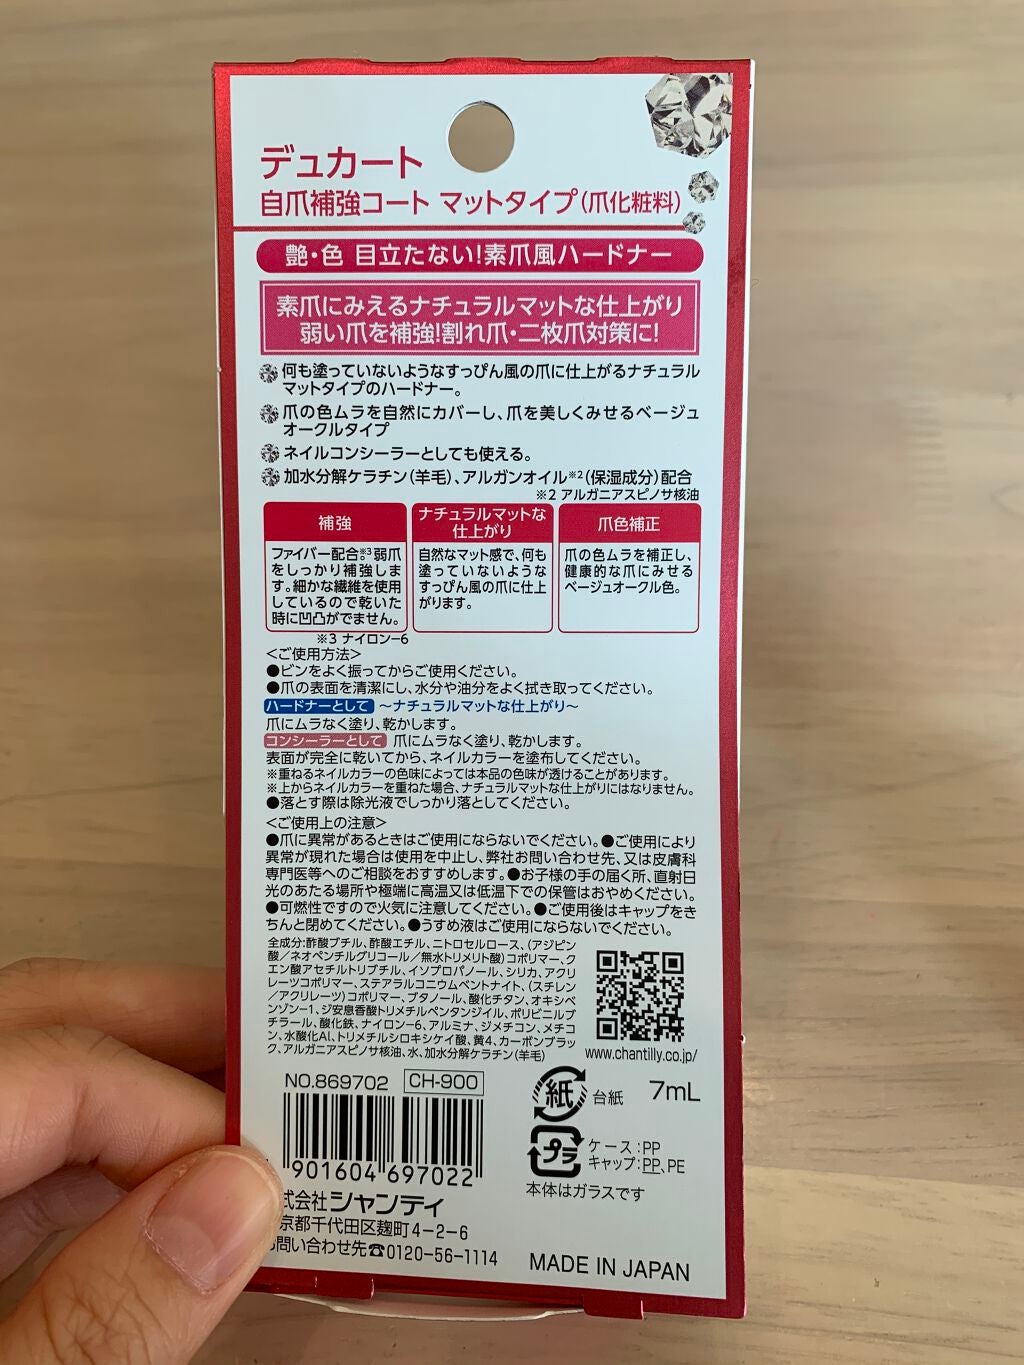 デュカート
自爪補強コート マットタイプ(爪化粧料)
艶・色 目立たない!素爪風ハードナー
素爪にみえるナチュラルマットな仕上がり
弱い爪を補強!割れ爪・二枚爪対策に!
何も塗っていないようなすっぴん風の爪に仕上がるナチュラル
マットタイプのハードナー。
爪の色ムラを自然にカバーし、爪を美しくみせるベージュ
オークルタイプ
ネイルコンシーラーとしても使える。
加水分解ケラチン(羊毛)、アルガンオイル※2(保湿成分)配合
※2 アルガニアスピノサ核油
補強
ファイバー配合※3。弱爪
をしっかり補強しま
す。細かな繊維を使用
しているので乾いた
時に凹凸がでません。
※3 ナイロン-6
ナチュラルマットな
仕上がり
自然なマット感で、何も
塗っていないような
すっぴん風の爪に仕上
がります。
爪色補正
爪の色ムラを補正し、
健康的な爪にみせる
ベージュオークル色。
<ご使用方法>
●ビンをよく振ってからご使用ください。
●爪の表面を清潔にし、水分や油分をよく拭き取ってください。
ハードナーとして ~ナチュラルマットな仕上がり~
爪にムラなく塗り、乾かします。
コンシーラーとして 爪にムラなく塗り、乾かします。
表面が完全に乾いてから、ネイルカラーを塗布してください。
※重ねるネイルカラーの色味によっては本品の色味が透けることがあります。
※上からネイルカラーを重ねた場合、ナチュラルマットな仕上がりにはなりません。
●落とす際は除光液でしっかり落としてください。
<ご使用上の注意>
●爪に異常があるときはご使用にならないでください。●ご使用により
異常が現れた場合は使用を中止し、弊社お問い合わせ先、又は皮膚科
専門医等へのご相談をおすすめします。●お子様の手の届く所、直射日
光のあたる場所や極端に高温又は低温下での保管はおやめください。
●可燃性ですので火気に注意してください。●ご使用後はキャップをき
ちんと閉めてください。●うすめ液はご使用にならないでください。
全成分:酢酸ブチル、酢酸エチル、ニトロセルロース、(アジピン
酸/ネオペンチルグリコール/無水トリメリト酸)コポリマー、ク
エン酸アセチルトリブチル、イソプロパノール、シリカ、アクリ
レーツコポリマー、ステアラルコニウムベントナイト、(スチレン
/アクリレーツ)コポリマー、ブタノール、酸化チタン、オキシベ
ンゾン-1、ジ安息香酸トリメチルペンタンジイル、ポリビニルブ
チラール、酸化鉄、ナイロン-6、アルミナ、ジメチコン、メチコ
ン、水酸化Al、トリメチルシロキシケイ酸、黄4、カーボンブラッ
ク、アルガニアスピノサ核油、水、加水分解ケラチン(羊毛)
www.chantilly.co.jp/
NO.869702 CH-900
901604 697022
紙 台紙 7mL
プラ ケース:PP
キャップ:PP、PE
本体はガラスです
式会社シャンティ
京都千代田区麹町4-2-6
問い合わせ先☎0120-56-1114
MADE IN JAPAN